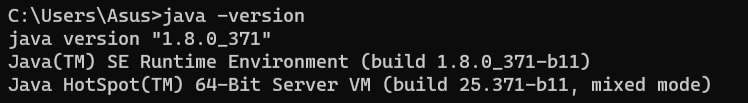 C:\Users\Asus>java -version
java version "1.8.0_371"
Java(TM) SE Runtime Environment (build 1.8.0_371-b11)
Java HotSpot(TM) 64-Bit Server VM (build 25.371-b11, mixed mode)